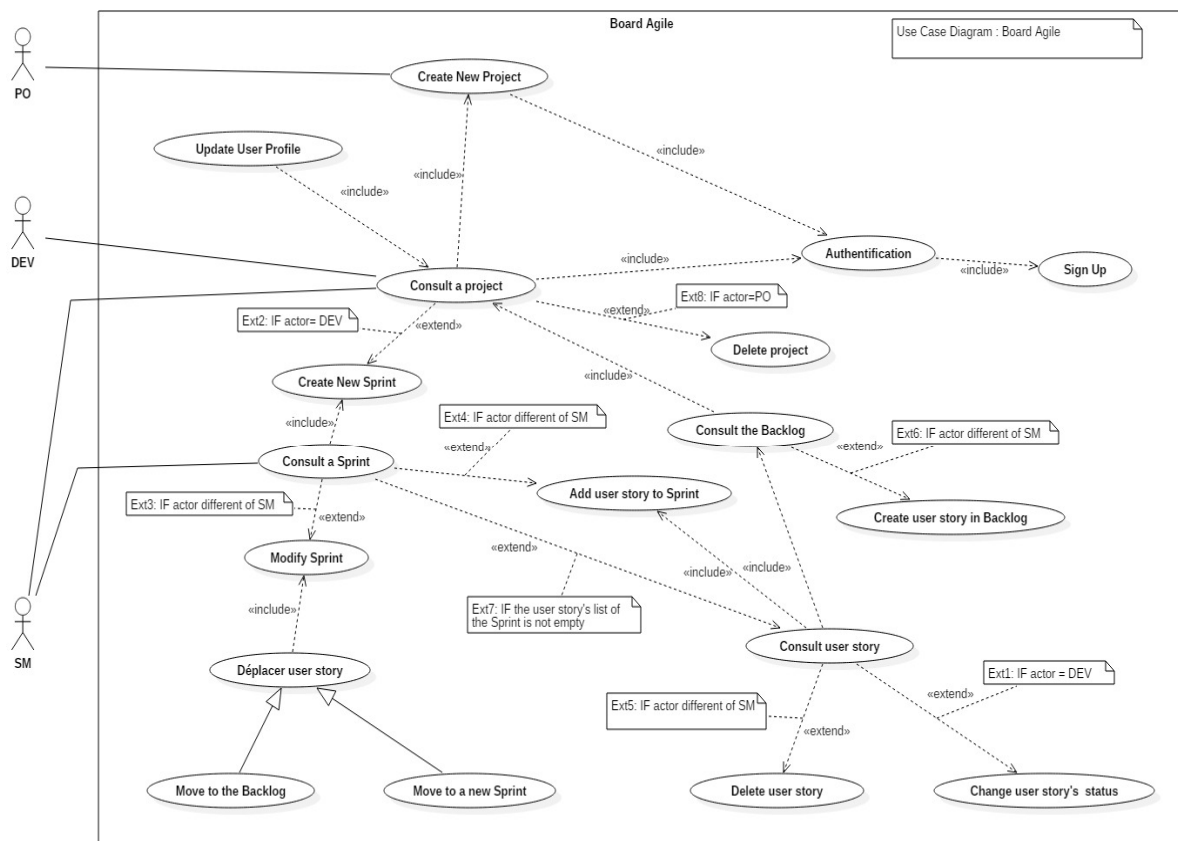 Board Agile
Use Case Diagram : Board Agile
PO
Create New Project
Update User Profile
«include»
«include»
«include»
DEV
Authentification
«include»
«include»
Sign Up
Consult a project
Ext8: IF actor=PO
Ext2: IF actor= DEV
«extend»
«extend»
Delete project
Create New Sprint
«include»
Ext4: IF actor different of SM
«include»
Consult the Backlog
Ext6: IF actor different of SM
«extend»
«extend»
Consult a Sprint
Add user story to Sprint
Ext3: IF actor different of SM
«extend»
Create user story in Backlog
«extend»
Modify Sprint
«include»
«include»
«include»
Ext7: IF the user story's list of
the Sprint is not empty
SM
Consult user story
Déplacer user story
Ext1: IF actor = DEV
«extend»
Ext5: IF actor different of SM
«extend»
Move to the Backlog
Move to a new Sprint
Delete user story
Change user story's status